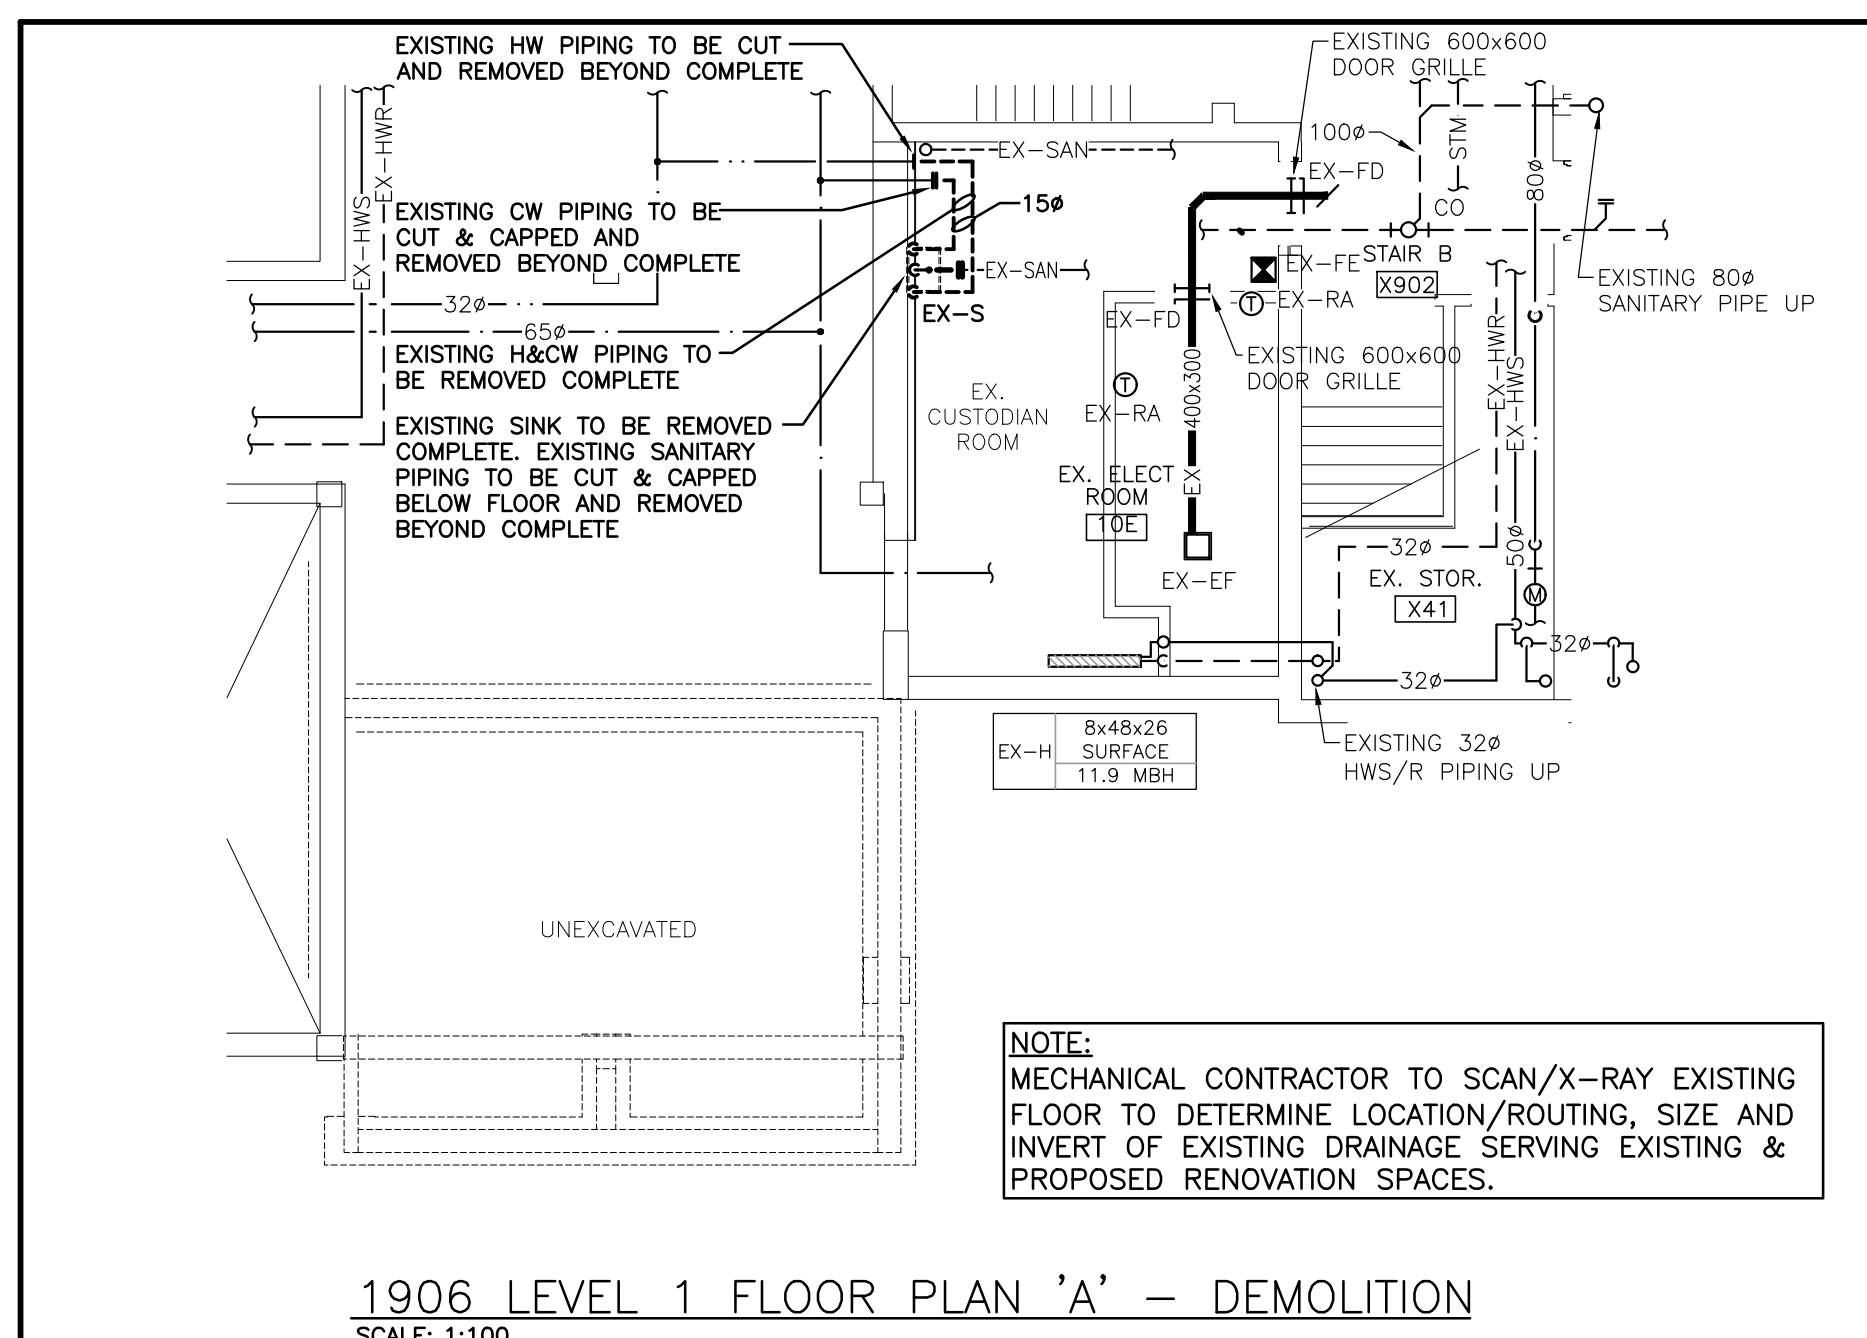 EXISTING HW PIPING TO BE CUT
AND REMOVED BEYOND COMPLETE
EXISTING 600x600
DOOR GRILLE
EX-HWR
EX-HWS
EX-SAN
100ø
STM
80ø
EX-FD
CO
EXISTING CW PIPING TO BE
CUT & CAPPED AND
REMOVED BEYOND COMPLETE
15ø
STAIR B
X902
EX-FE
EX-SAN
EX-RA
EXISTING 80ø
SANITARY PIPE UP
32ø
EX-S
EX-FD
65ø
EXISTING H&CW PIPING TO
BE REMOVED COMPLETE
EXISTING 600x600
DOOR GRILLE
EX-HWR
EX-HWS
EX.
CUSTODIAN
ROOM
EX-RA
400x300
EX
EXISTING SINK TO BE REMOVED
COMPLETE. EXISTING SANITARY
PIPING TO BE CUT & CAPPED
BELOW FLOOR AND REMOVED
BEYOND COMPLETE
EX. ELECT
ROOM
10E
EX-EF
32ø
50ø
EX. STOR.
X41
M
32ø
32ø
T
T
EX-H
8x48x26
SURFACE
11.9 MBH
EXISTING 32ø
HWS/R PIPING UP
UNEXCAVATED
NOTE:
MECHANICAL CONTRACTOR TO SCAN/X-RAY EXISTING
FLOOR TO DETERMINE LOCATION/ROUTING, SIZE AND
INVERT OF EXISTING DRAINAGE SERVING EXISTING &
PROPOSED RENOVATION SPACES.
1906 LEVEL 1 FLOOR PLAN 'A' - DEMOLITION
SCALE: 1:100